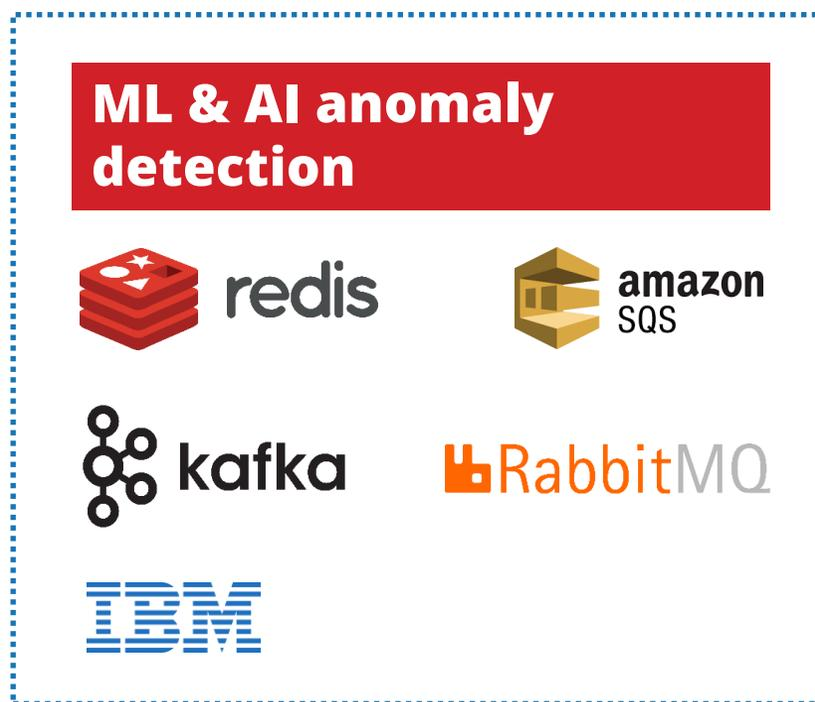 ML & AI anomaly
detection
redis
amazon
SQS
kafka
RabbitMQ
IBM